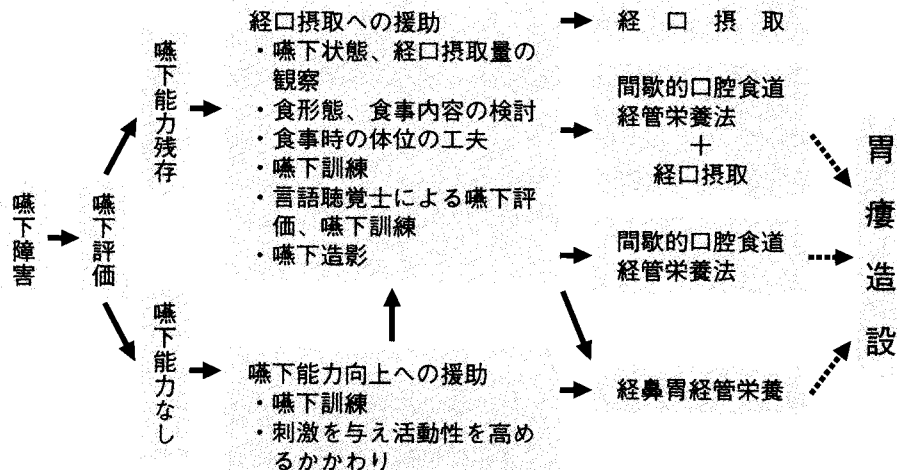 嚥下障害
嚥下評価
嚥下能力残存
経口摂取への援助
・嚥下状態、経口摂取量の
観察
・食形態、食事内容の検討
・食事時の体位の工夫
・嚥下訓練
・言語聴覚士による嚥下評
価、嚥下訓練
・嚥下造影
嚥下能力なし
嚥下能力向上への援助
・嚥下訓練
・刺激を与え活動性を高め
るかかわり
経口摂取
間歇的口腔食道
経管栄養法
＋
経口摂取
間歇的口腔食道
経管栄養法
経鼻胃経管栄養
胃瘻造設